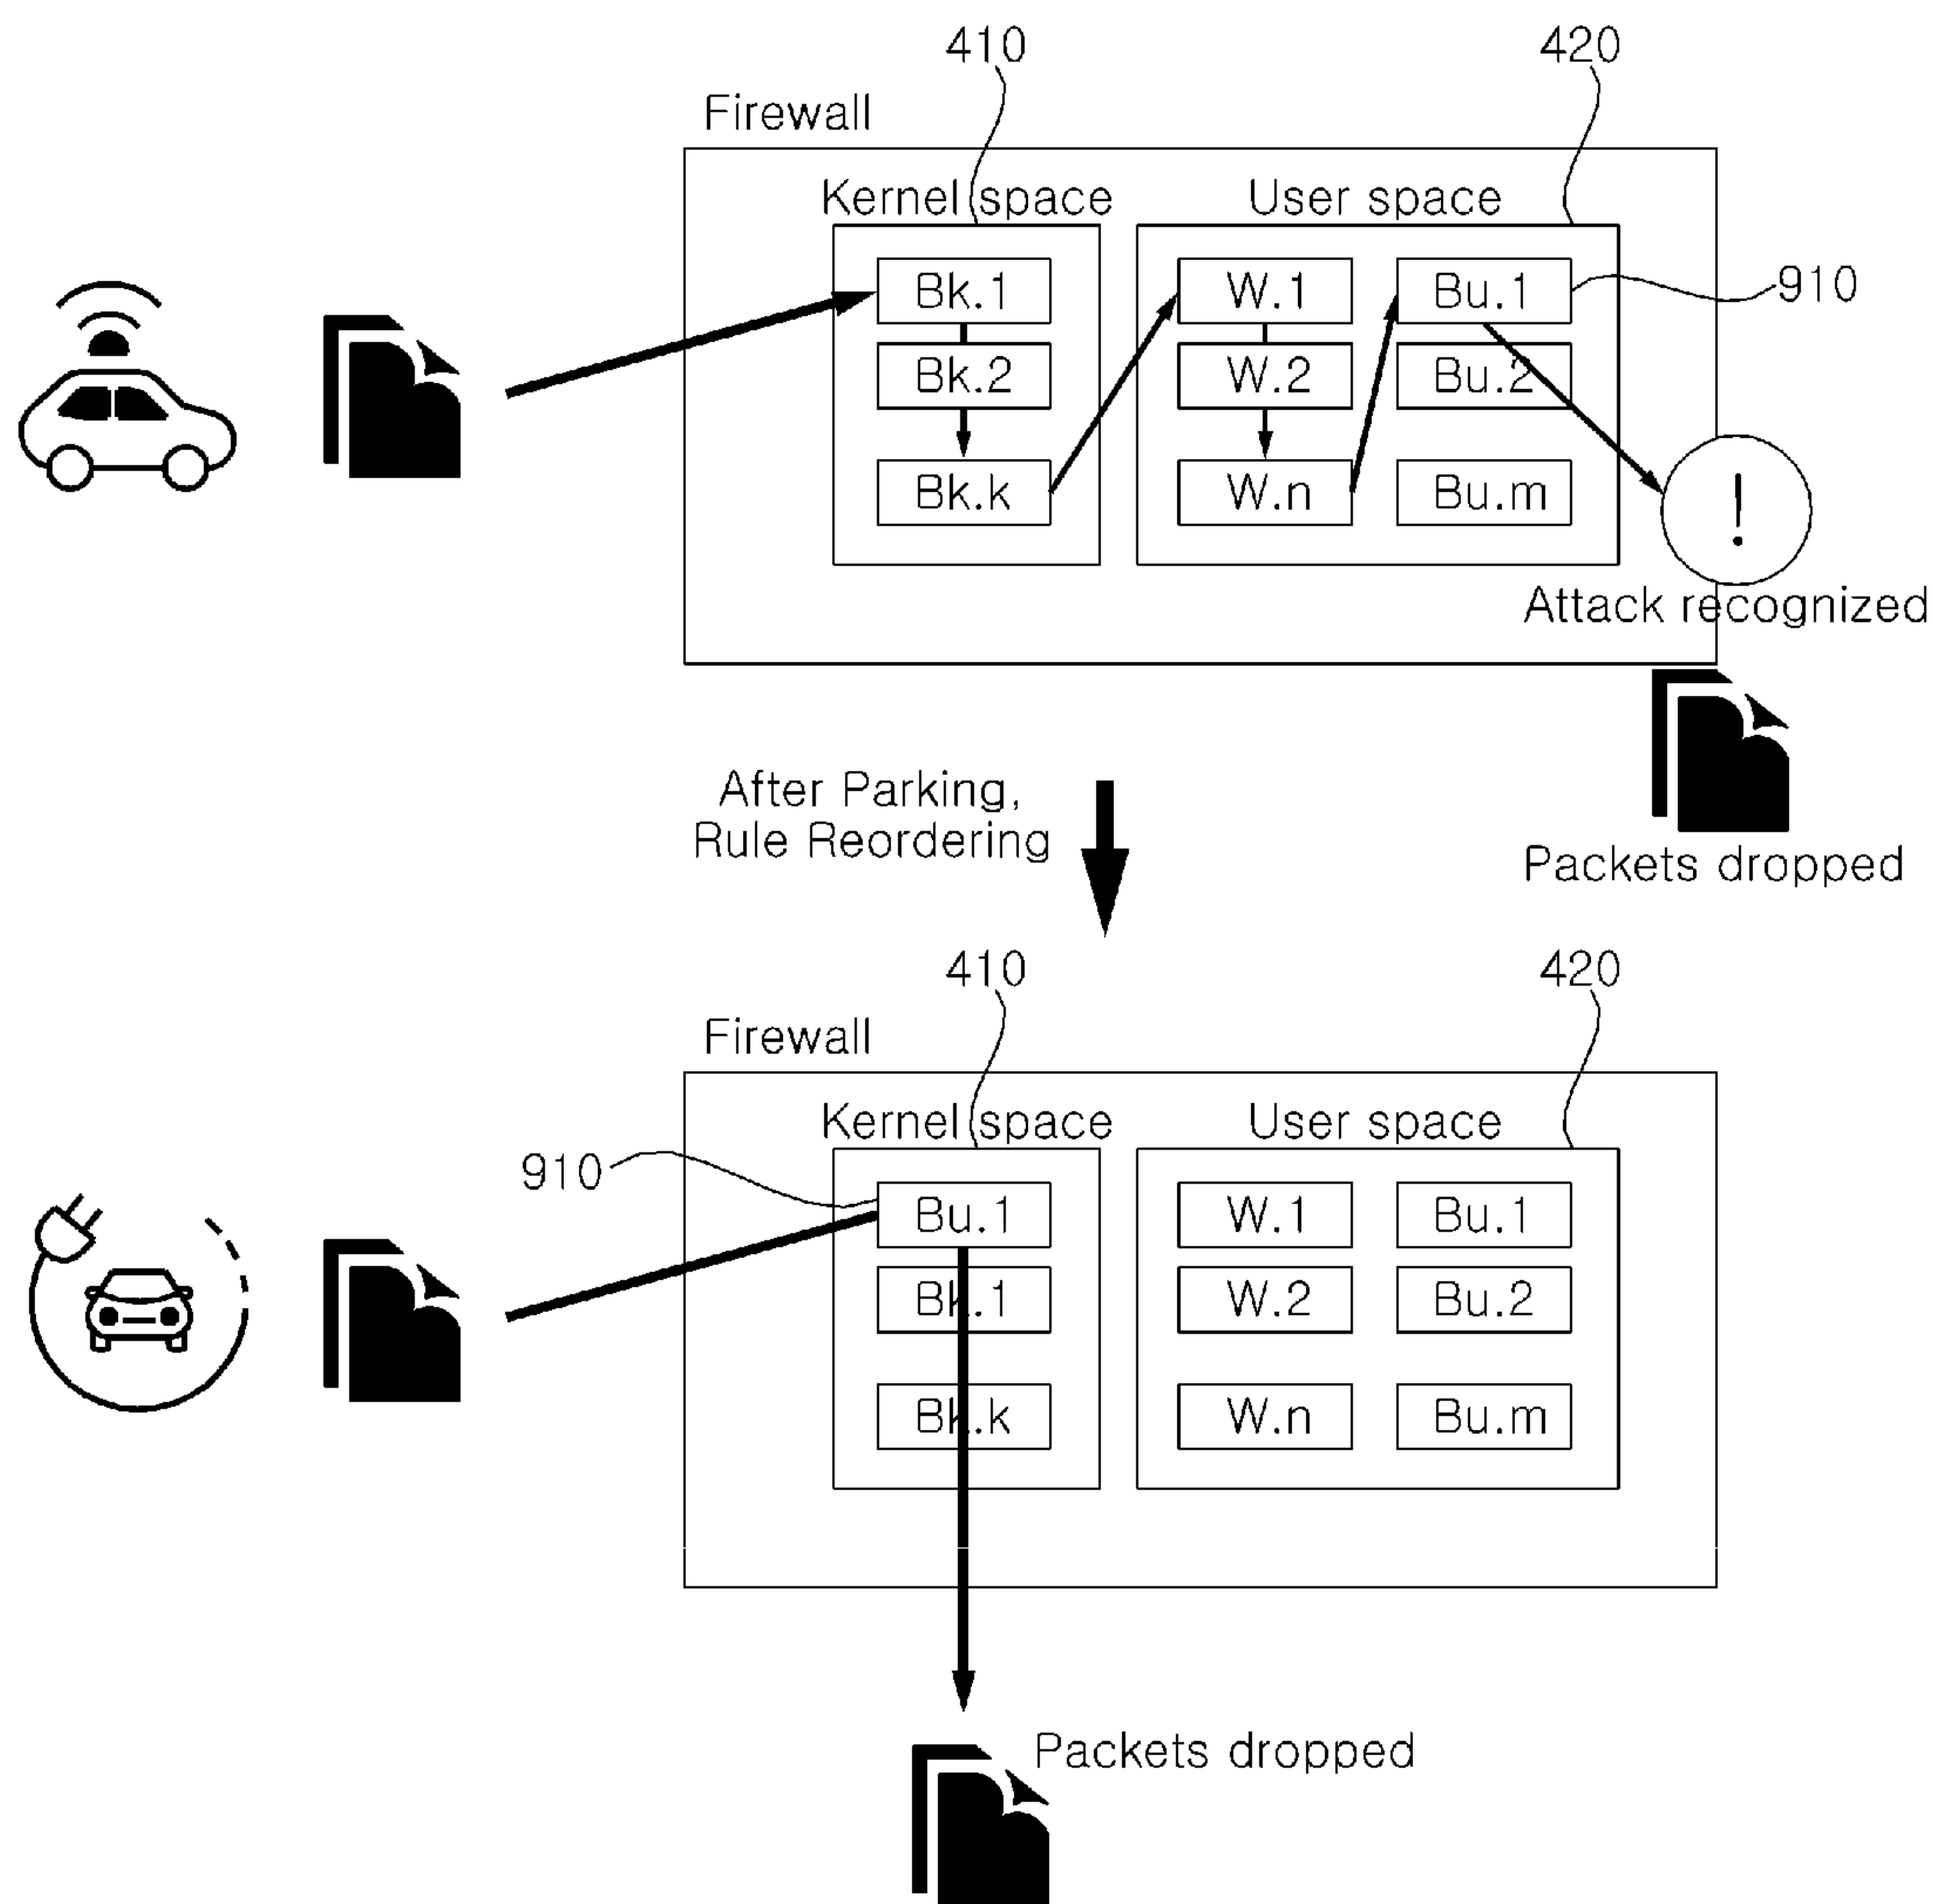 410 420
Firewall
Kernel space User space
Bk.1 W.1 Bu.1 910
Bk.2 W.2 Bu.2
Bk.k W.n Bu.m
!
Attack recognized
After Parking,
Rule Reordering
Packets dropped
410 420
Firewall
Kernel space User space
910
Bu.1 W.1 Bu.1
Bk.1 W.2 Bu.2
Bk.k W.n Bu.m
Packets dropped